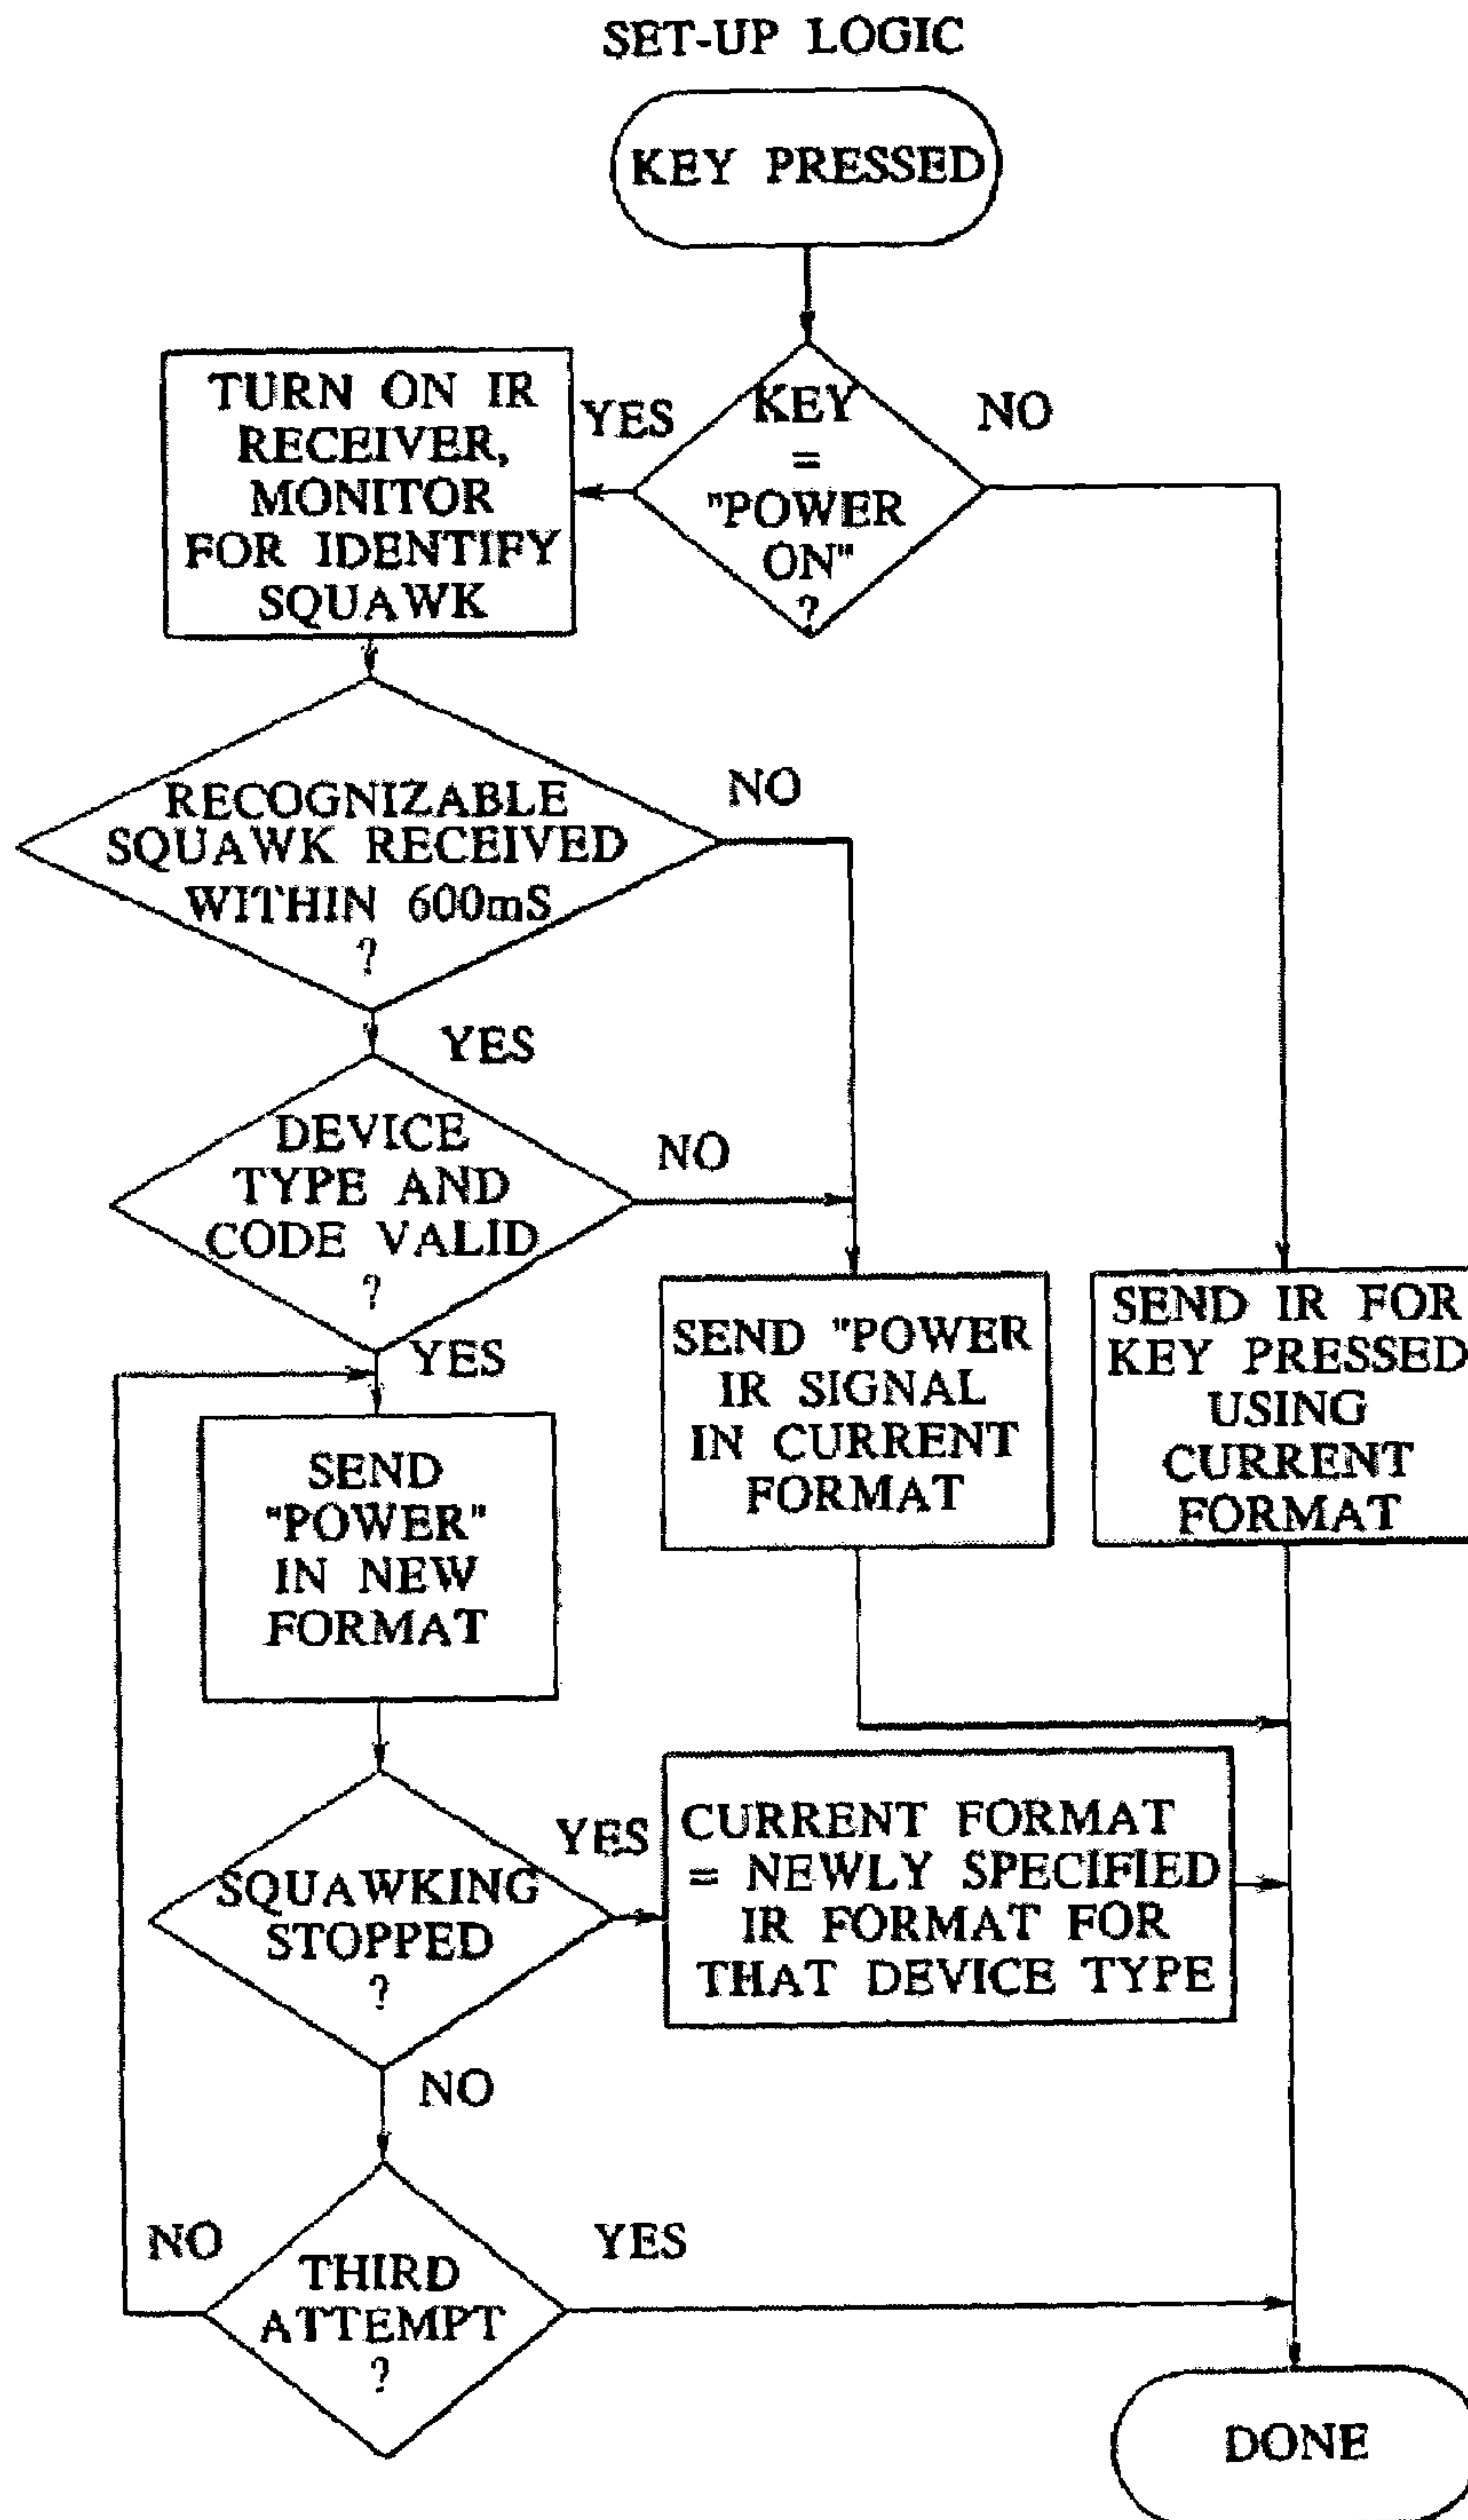 SET-UP LOGIC
KEY PRESSED
KEY
=
"POWER
ON"
?
YES
NO
TURN ON IR
RECEIVER,
MONITOR
FOR IDENTIFY
SQUAWK
RECOGNIZABLE
SQUAWK RECEIVED
WITHIN 600mS
?
NO
YES
DEVICE
TYPE AND
CODE VALID
?
NO
YES
SEND "POWER
IR SIGNAL
IN CURRENT
FORMAT
SEND IR FOR
KEY PRESSED
USING
CURRENT
FORMAT
SEND
"POWER"
IN NEW
FORMAT
SQUAWKING
STOPPED
?
YES
CURRENT FORMAT
= NEWLY SPECIFIED
IR FORMAT FOR
THAT DEVICE TYPE
NO
THIRD
ATTEMPT
?
NO
YES
DONE